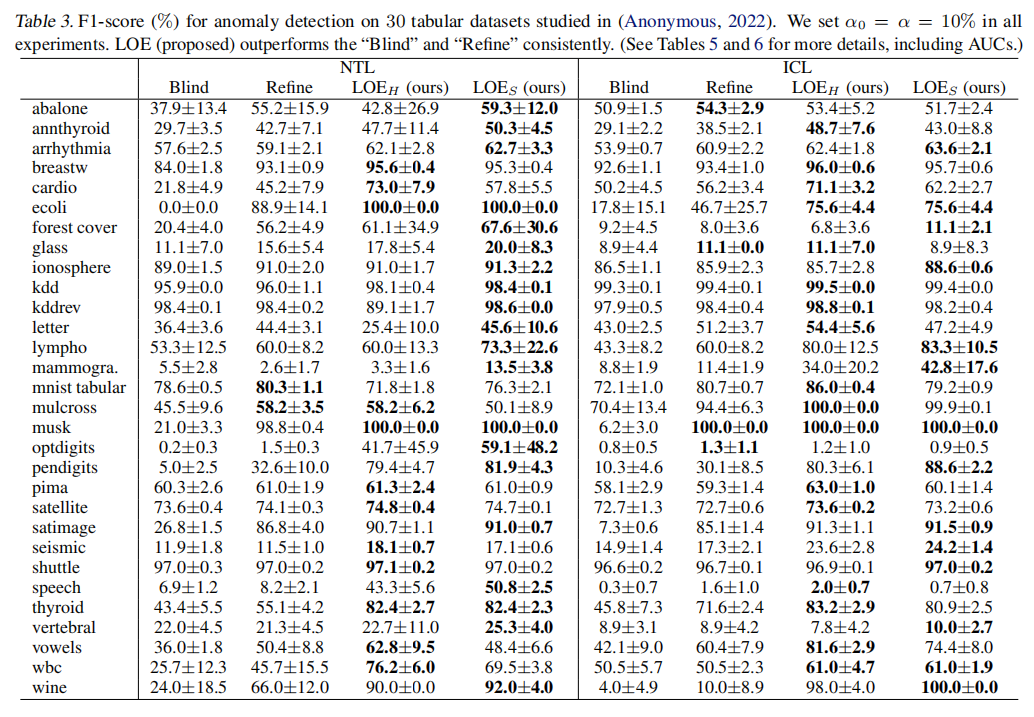 Table 3. F1-score (%) for anomaly detection on 30 tabular datasets studied in (Anonymous, 2022). We set α0 = α = 10% in all
experiments. LOE (proposed) outperforms the “Blind” and “Refine” consistently. (See Tables 5 and 6 for more details, including AUCs.)
NTL ICL
Blind Refine LOEH (ours) LOES (ours) Blind Refine LOEH (ours) LOES (ours)
abalone 37.9±13.4 55.2±15.9 42.8±26.9 59.3±12.0 50.9±1.5 54.3±2.9 53.4±5.2 51.7±2.4
annthyroid 29.7±3.5 42.7±7.1 47.7±11.4 50.3±4.5 29.1±2.2 38.5±2.1 48.7±7.6 43.0±8.8
arrhythmia 57.6±2.5 59.1±2.1 62.1±2.8 62.7±3.3 53.9±0.7 60.9±2.2 62.4±1.8 63.6±2.1
breastw 84.0±1.8 93.1±0.9 95.6±0.4 95.3±0.4 92.6±1.1 93.4±1.0 96.0±0.6 95.7±0.6
cardio 21.8±4.9 45.2±7.9 73.0±7.9 57.8±5.5 50.2±4.5 56.2±3.4 71.1±3.2 62.2±2.7
ecoli 0.0±0.0 88.9±14.1 100.0±0.0 100.0±0.0 17.8±15.1 46.7±25.7 75.6±4.4 75.6±4.4
forest cover 20.4±4.0 56.2±4.9 61.1±34.9 67.6±30.6 9.2±4.5 8.0±3.6 6.8±3.6 11.1±2.1
glass 11.1±7.0 15.6±5.4 17.8±5.4 20.0±8.3 8.9±4.4 11.1±0.0 11.1±7.0 8.9±8.3
ionosphere 89.0±1.5 91.0±2.0 91.0±1.7 91.3±2.2 86.5±1.1 85.9±2.3 85.7±2.8 88.6±0.6
kdd 95.9±0.0 96.0±1.1 98.1±0.4 98.4±0.1 99.3±0.1 99.4±0.1 99.5±0.0 99.4±0.0
kddrev 98.4±0.1 98.4±0.2 89.1±1.7 98.6±0.0 97.9±0.5 98.4±0.4 98.8±0.1 98.2±0.4
letter 36.4±3.6 44.4±3.1 25.4±10.0 45.6±10.6 43.0±2.5 51.2±3.7 54.4±5.6 47.2±4.9
lympho 53.3±12.5 60.0±8.2 60.0±13.3 73.3±22.6 43.3±8.2 60.0±8.2 80.0±12.5 83.3±10.5
mammogra. 5.5±2.8 2.6±1.7 3.3±1.6 13.5±3.8 8.8±1.9 11.4±1.9 34.0±20.2 42.8±17.6
mnist tabular 78.6±0.5 80.3±1.1 71.8±1.8 76.3±2.1 72.1±1.0 80.7±0.7 86.0±0.4 79.2±0.9
mulcross 45.5±9.6 58.2±3.5 58.2±6.2 50.1±8.9 70.4±13.4 94.4±6.3 100.0±0.0 99.9±0.1
musk 21.0±3.3 98.8±0.4 100.0±0.0 100.0±0.0 6.2±3.0 100.0±0.0 100.0±0.0 100.0±0.0
optdigits 0.2±0.3 1.5±0.3 41.7±45.9 59.1±48.2 0.8±0.5 1.3±1.1 1.2±1.0 0.9±0.5
pendigits 5.0±2.5 32.6±10.0 79.4±4.7 81.9±4.3 10.3±4.6 30.1±8.5 80.3±6.1 88.6±2.2
pima 60.3±2.6 61.0±1.9 61.3±2.4 61.0±0.9 58.1±2.9 59.3±1.4 63.0±1.0 60.1±1.4
satellite 73.6±0.4 74.1±0.3 74.8±0.4 74.7±0.1 72.7±1.3 72.7±0.6 73.6±0.2 73.2±0.6
satimage 26.8±1.5 86.8±4.0 90.7±1.1 91.0±0.7 7.3±0.6 85.1±1.4 91.3±1.1 91.5±0.9
seismic 11.9±1.8 11.5±1.0 18.1±0.7 17.1±0.6 14.9±1.4 17.3±2.1 23.6±2.8 24.2±1.4
shuttle 97.0±0.3 97.0±0.2 97.1±0.2 97.0±0.2 96.6±0.2 96.7±0.1 96.9±0.1 97.0±0.2
speech 6.9±1.2 8.2±2.1 43.3±5.6 50.8±2.5 0.3±0.7 1.6±1.0 2.0±0.7 0.7±0.8
thyroid 43.4±5.5 55.1±4.2 82.4±2.7 82.4±2.3 45.8±7.3 71.6±2.4 83.2±2.9 80.9±2.5
vertebral 22.0±4.5 21.3±4.5 22.7±11.0 25.3±4.0 8.9±3.1 8.9±4.2 7.8±4.2 10.0±2.7
vowels 36.0±1.8 50.4±8.8 62.8±9.5 48.4±6.6 42.1±9.0 60.4±7.9 81.6±2.9 74.4±8.0
wbc 25.7±12.3 45.7±15.5 76.2±6.0 69.5±3.8 50.5±5.7 50.5±2.3 61.0±4.7 61.0±1.9
wine 24.0±18.5 66.0±12.0 90.0±0.0 92.0±4.0 4.0±4.9 10.0±8.9 98.0±4.0 100.0±0.0